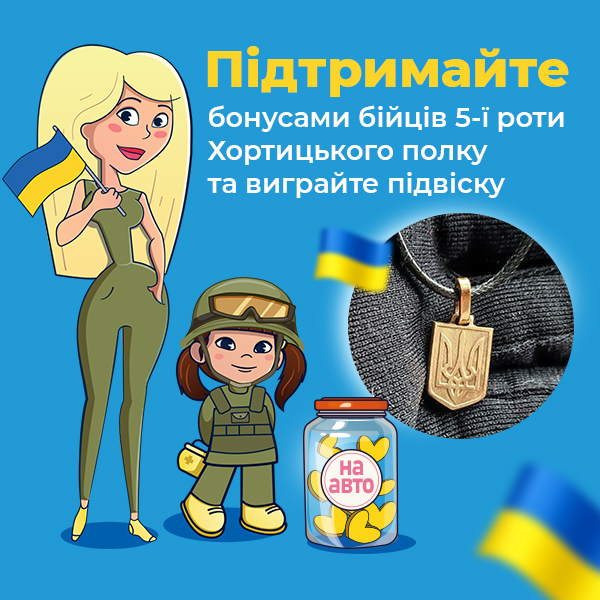 Підтримайте
бонусами бійців 5-ї роти
Хортицького полку
та виграйте підвіску
на
авто